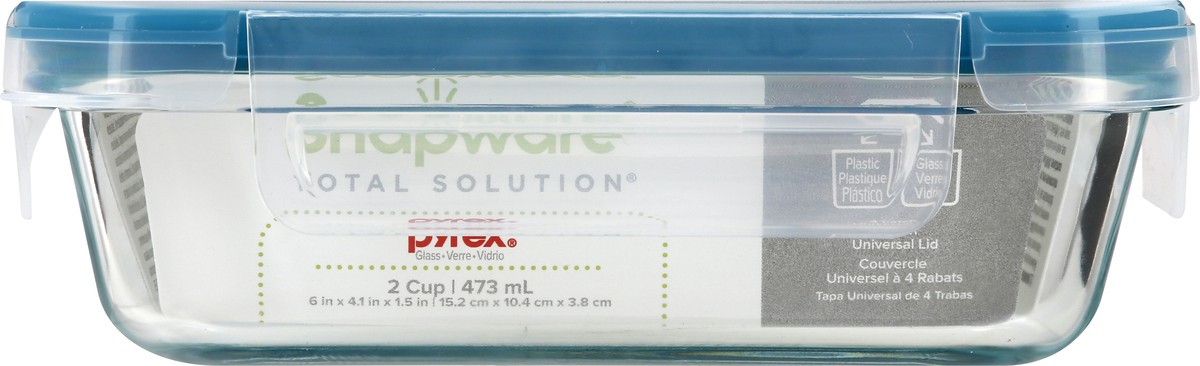 Snapware
TOTAL SOLUTION®
pyrex®
Glass•Verre•Vidrio
2 Cup | 473 mL
6 in x 4.1 in x 1.5 in | 15.2 cm x 10.4 cm x 3.8 cm
Plastic
Plastique
Plástico
Glass
Verre
Vidrio
Universal Lid
Couvercle
Universel à 4 Rabats
Tapa Universal de 4 Trabas